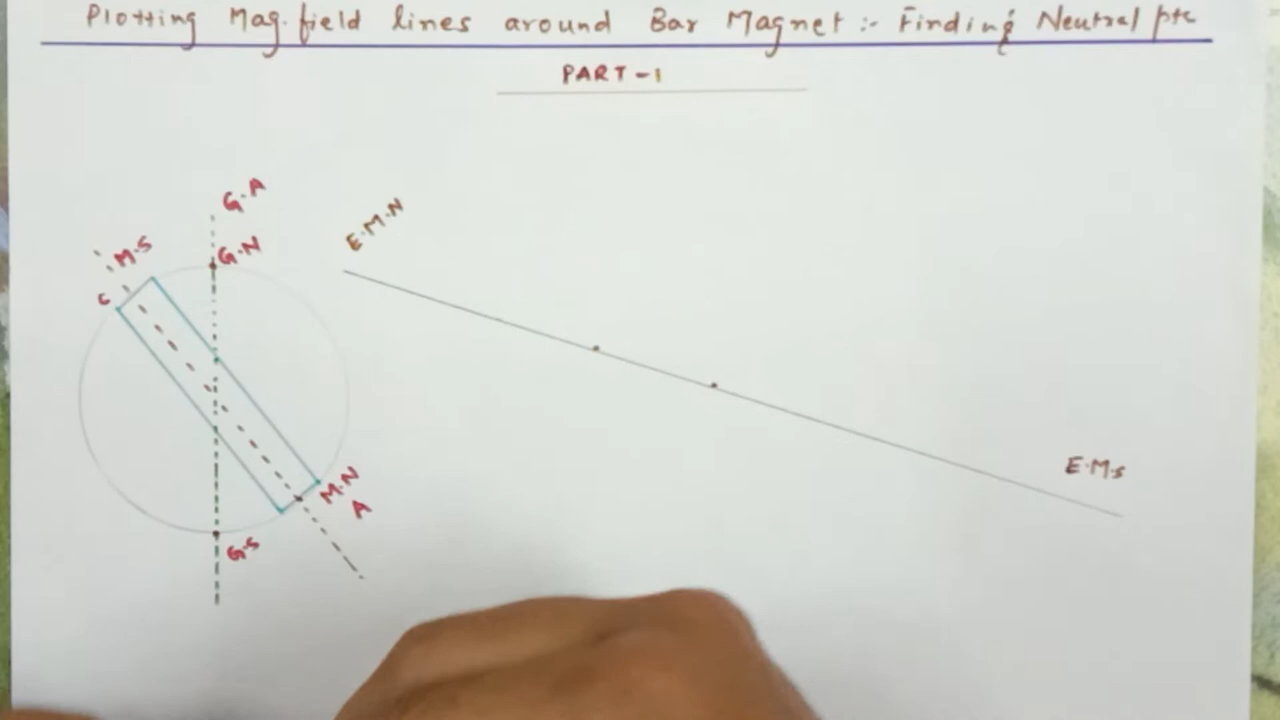 Plotting Mag. field lines around Bar Magnet :- Finding Neutral pts
PART-1
G.A
E.M.N
G.N
M.S
E.M.S
M.N
A
G.S